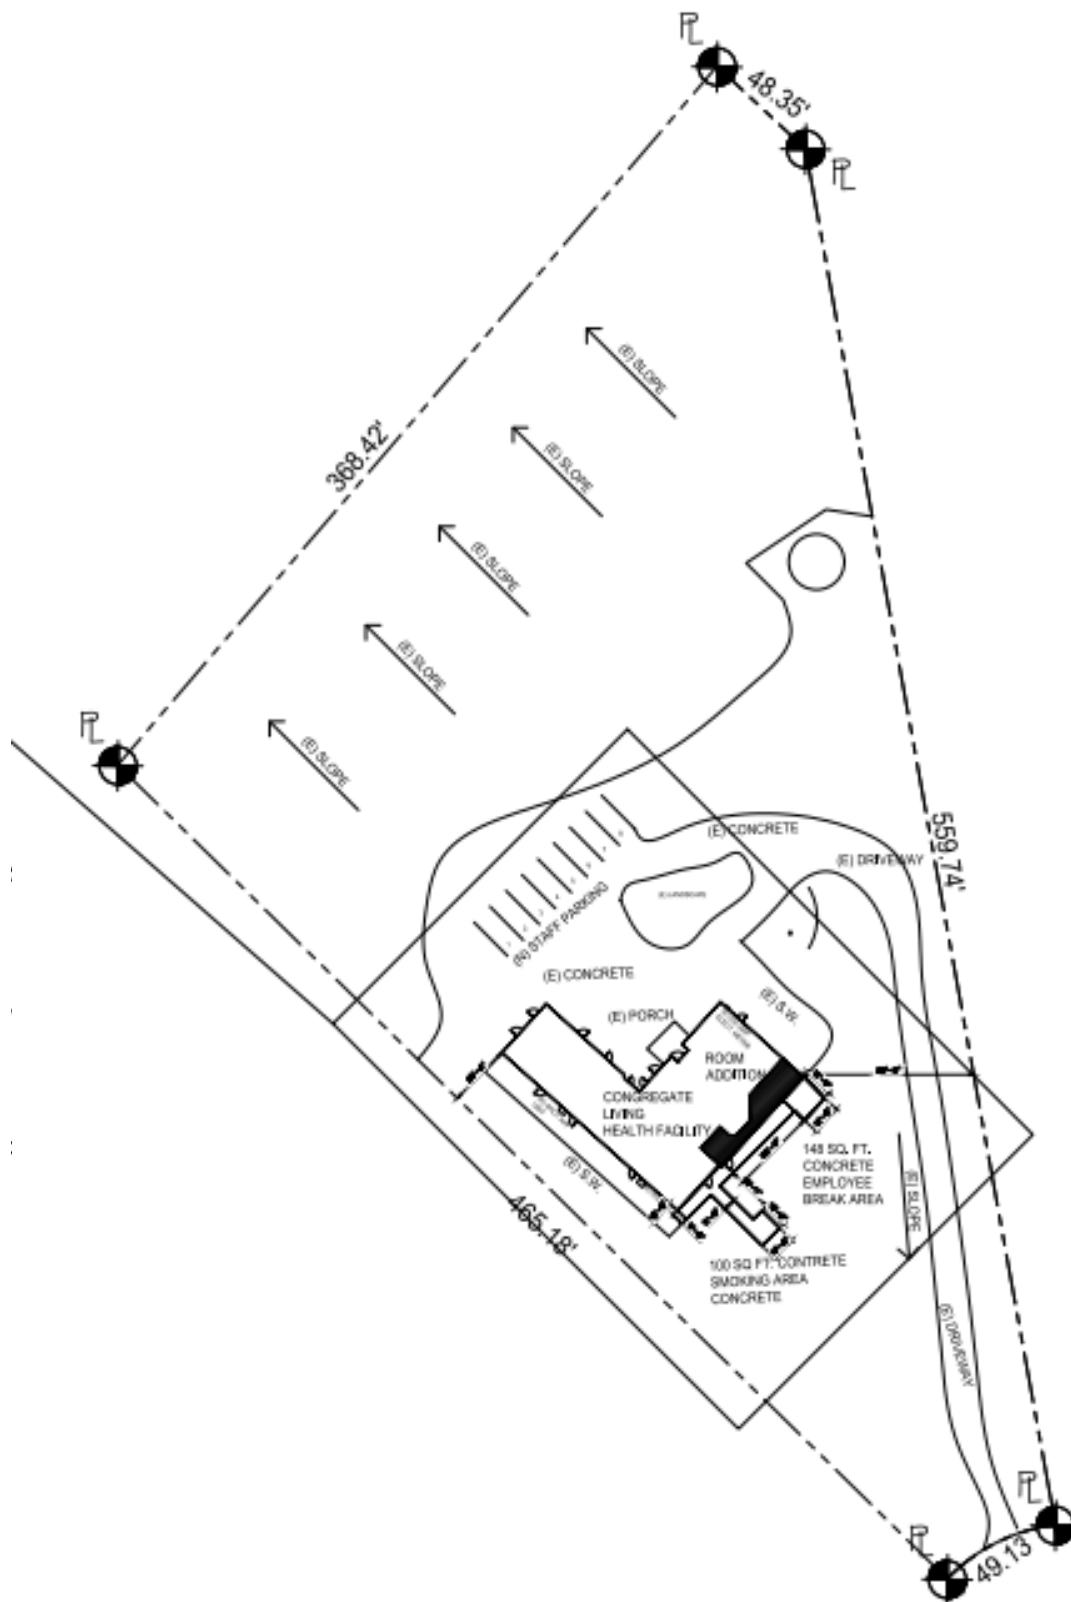 PL
48.35'
PL
(E) SLOPE
368.42'
(E) SLOPE
(E) SLOPE
(E) SLOPE
PL
(E) SLOPE
559.74'
(E) CONCRETE
(E) DRIVEWAY
(E) LANDSCAPE
(N) STAFF PARKING
(E) CONCRETE
(E) S.W.
(E) PORCH
ROOM
ADDITION
CONGREGATE
LIVING
HEALTH FACILITY
148 SQ. FT.
CONCRETE
EMPLOYEE
BREAK AREA
(E) S.W.
(E) SLOPE
465.18'
100 SQ FT. CONTRETE
SMOKING AREA
CONCRETE
(E) DRIVEWAY
PL
PL
49.13